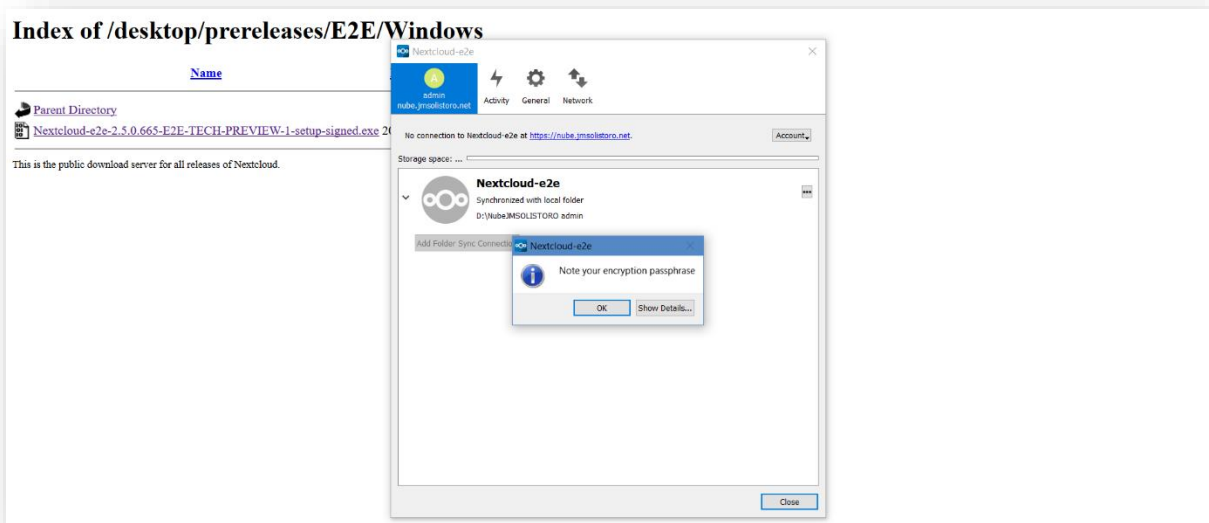 Index of /desktop/prereleases/E2E/Windows
Name
Parent Directory
Nextcloud-e2e-2.5.0.665-E2E-TECH-PREVIEW-1-setup-signed.exe 20
This is the public download server for all releases of Nextcloud.
Nextcloud-e2e
A
admin
nube.jmsolistoro.net
Activity
General
Network
No connection to Nextcloud-e2e at https://nube.jmsolistoro.net.
Account
Storage space: ...
Nextcloud-e2e
Synchronized with local folder
D:\NubeJMSOLISTORO admin
Add Folder Sync Connectio
Nextcloud-e2e
Note your encryption passphrase
OK
Show Details...
Close